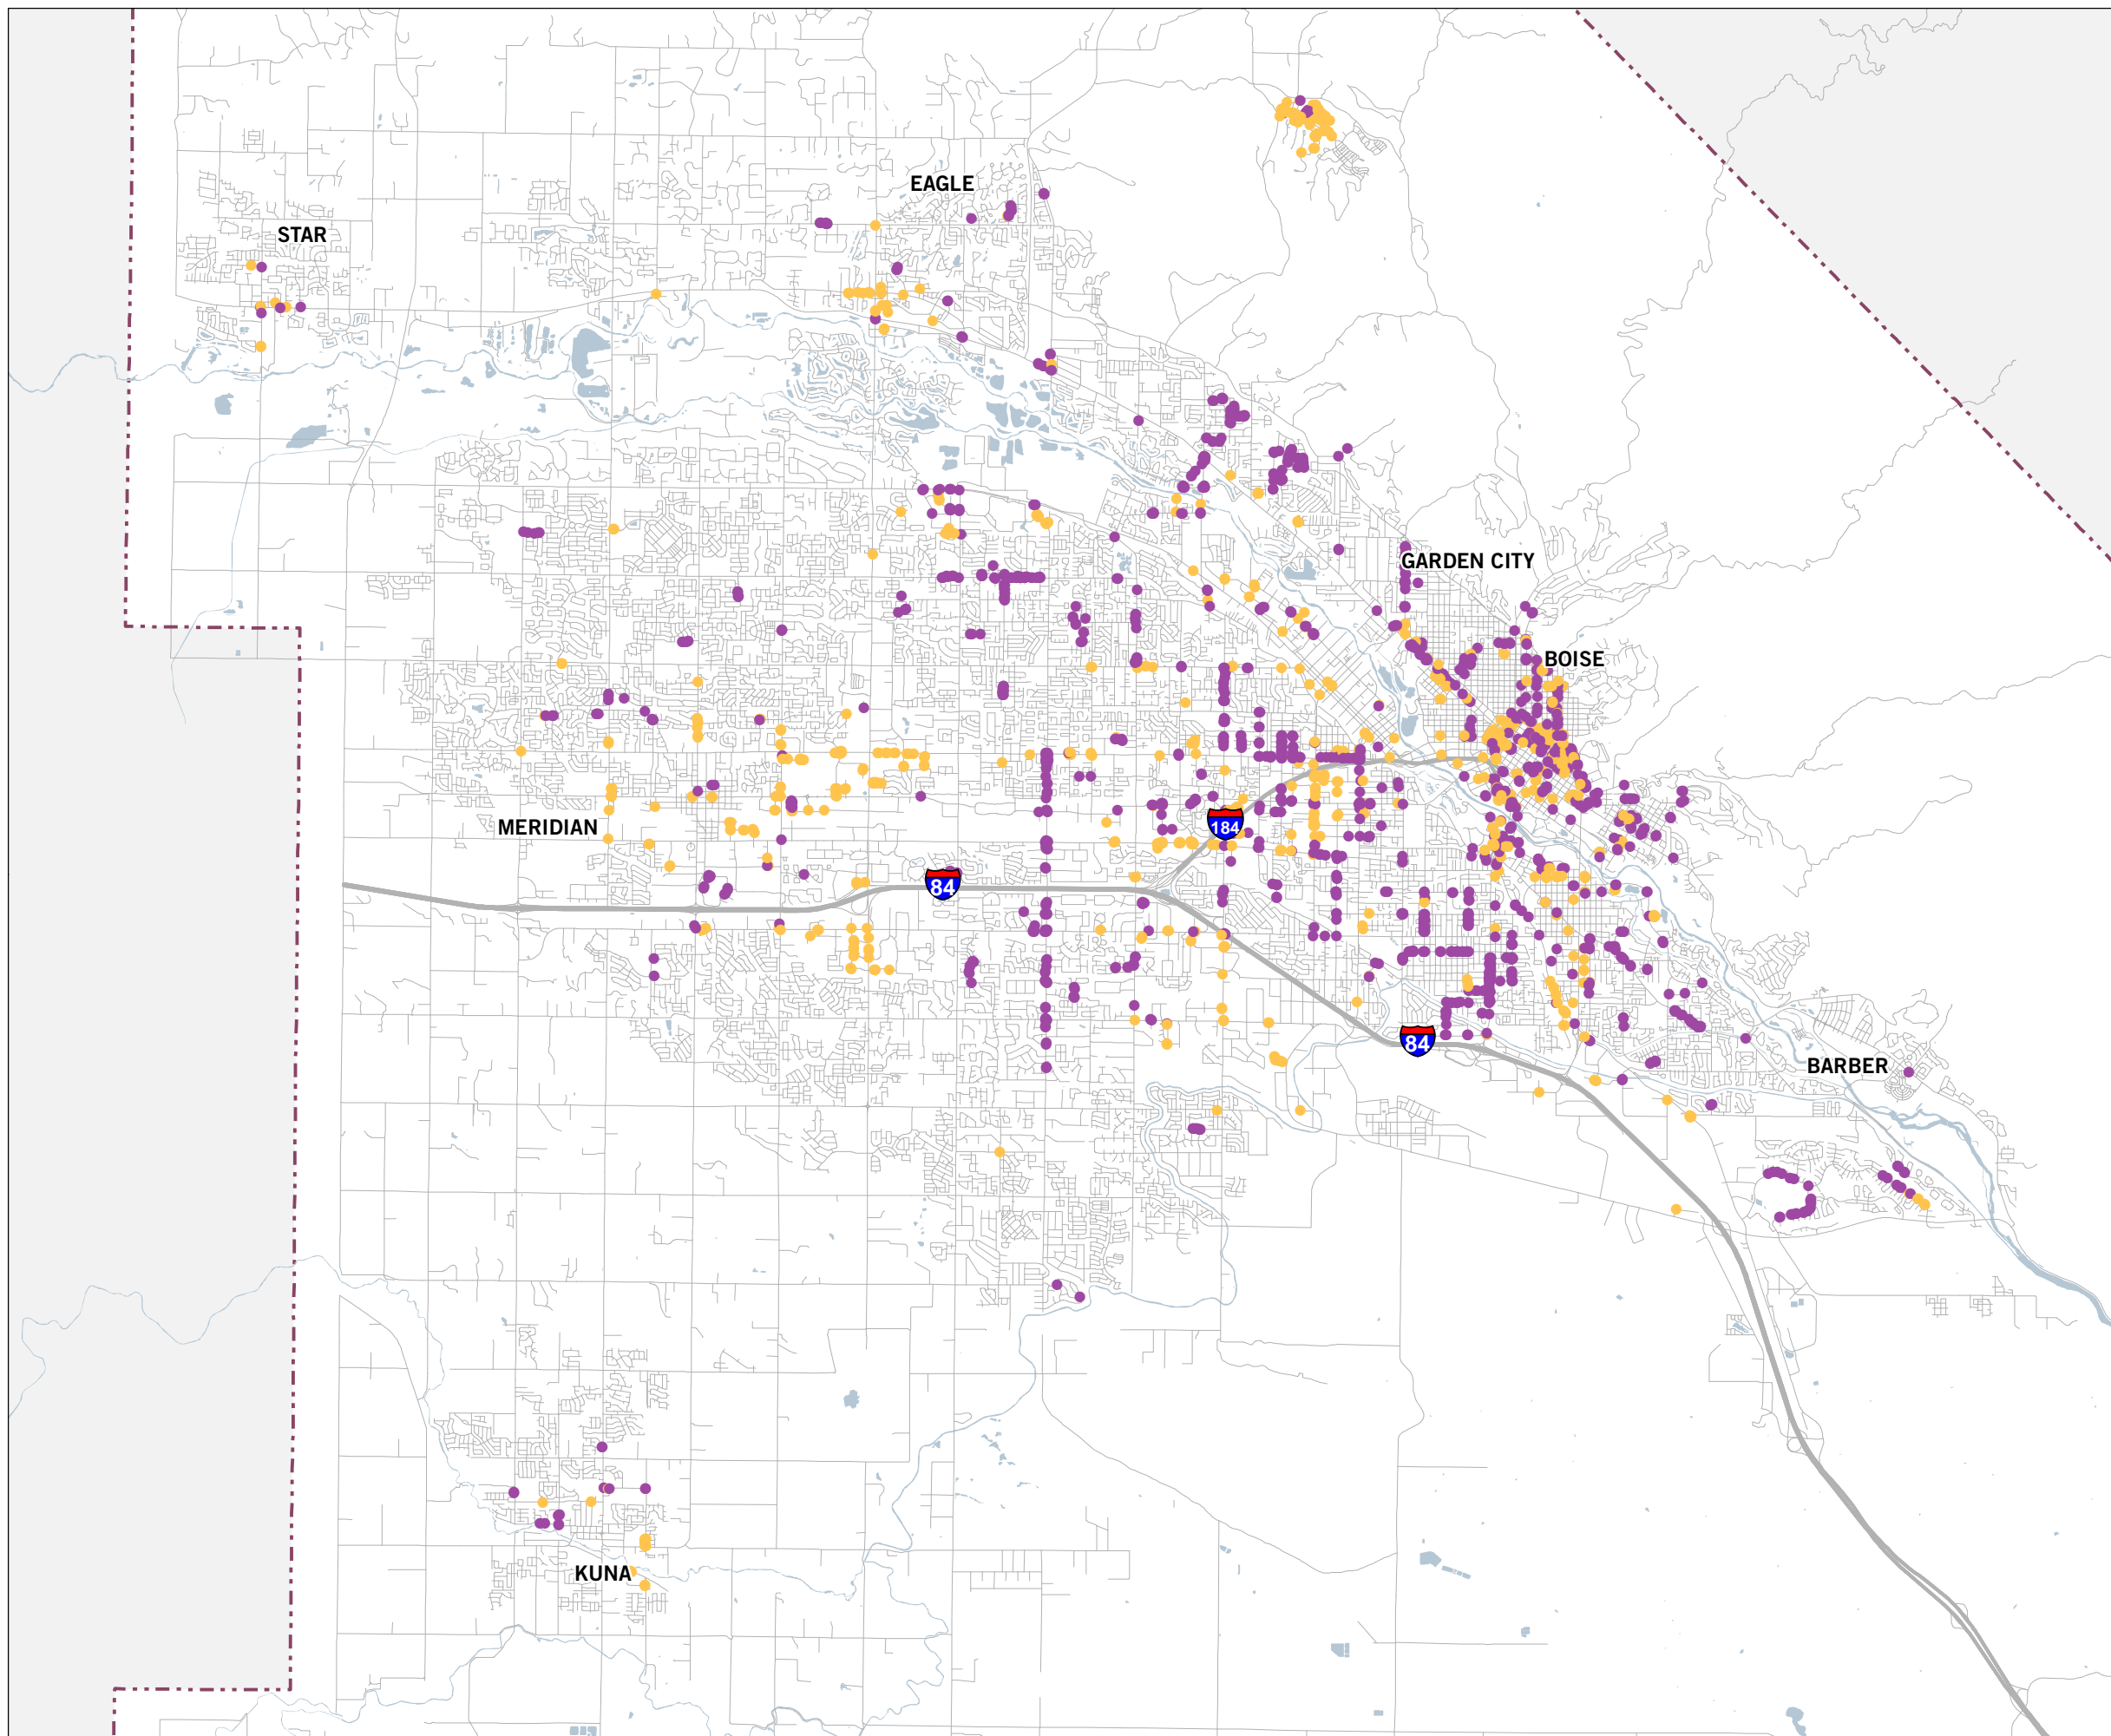 EAGLE
STAR
GARDEN CITY
BOISE
MERIDIAN
184
84
84
BARBER
KUNA